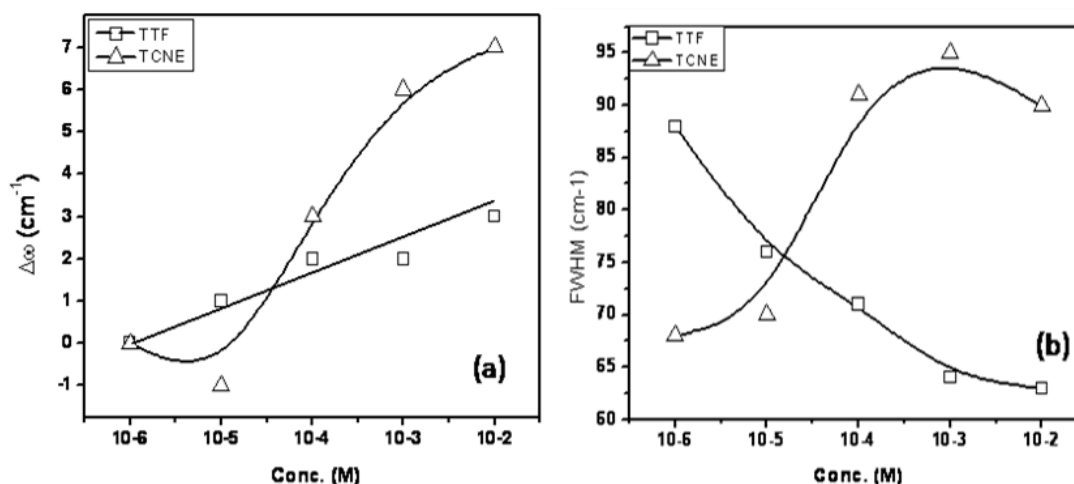 TTF
TCNE
7
6
5
4
3
2
1
0
-1
Δω (cm-1)
(a)
10-6 10-5 10-4 10-3 10-2
Conc. (M)
TTF
TCNE
95
90
85
80
75
70
65
60
FWHM (cm-1)
(b)
10-6 10-5 10-4 10-3 10-2
Conc. (M)